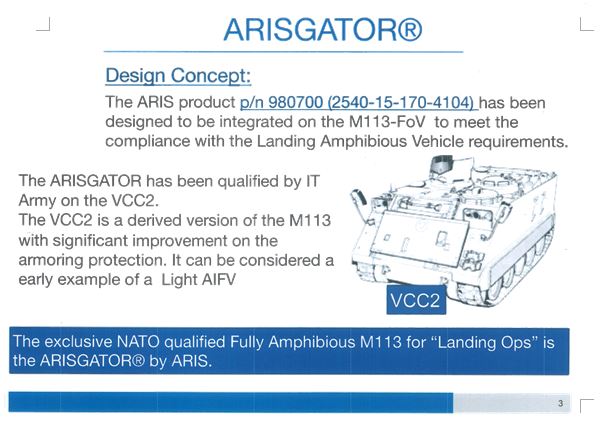 ARISGATOR®
Design Concept:
The ARIS product p/n 980700 (2540-15-170-4104) has been
designed to be integrated on the M113-FoV to meet the
compliance with the Landing Amphibious Vehicle requirements.
The ARISGATOR has been qualified by IT
Army on the VCC2.
The VCC2 is a derived version of the M113
with significant improvement on the
armoring protection. It can be considered a
early example of a Light AIFV
VCC2
The exclusive NATO qualified Fully Amphibious M113 for “Landing Ops” is
the ARISGATOR® by ARIS.
3